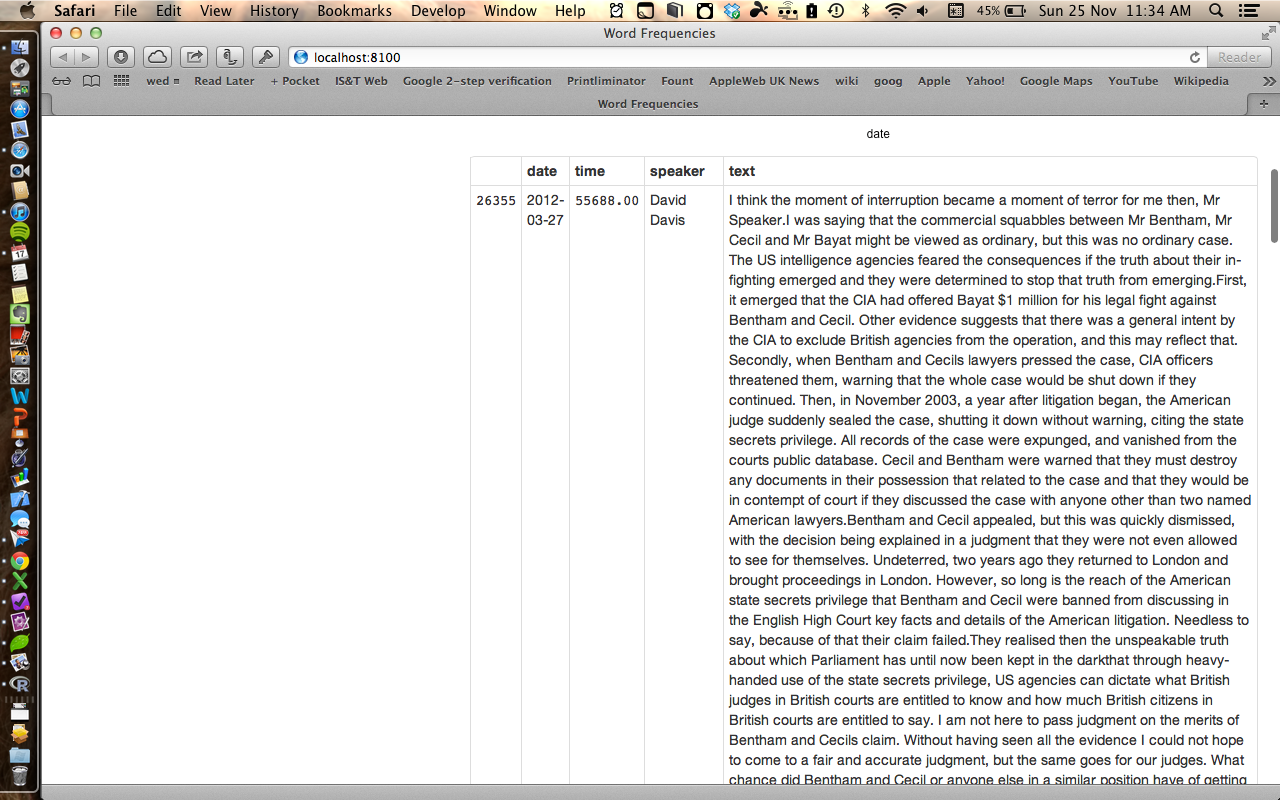 Safari File Edit View History Bookmarks Develop Window Help 45% Sun 25 Nov 11:34 AM
Word Frequencies
localhost:8100 Reader
wed Read Later + Pocket IS&T Web Google 2-step verification Printliminator Fount AppleWeb UK News wiki goog Apple Yahoo! Google Maps YouTube Wikipedia
Word Frequencies
date
date time speaker text
26355 2012-03-27 55688.00 David Davis
I think the moment of interruption became a moment of terror for me then, Mr
Speaker.I was saying that the commercial squabbles between Mr Bentham, Mr
Cecil and Mr Bayat might be viewed as ordinary, but this was no ordinary case.
The US intelligence agencies feared the consequences if the truth about their in-
fighting emerged and they were determined to stop that truth from emerging.First,
it emerged that the CIA had offered Bayat $1 million for his legal fight against
Bentham and Cecil. Other evidence suggests that there was a general intent by
the CIA to exclude British agencies from the operation, and this may reflect that.
Secondly, when Bentham and Cecils lawyers pressed the case, CIA officers
threatened them, warning that the whole case would be shut down if they
continued. Then, in November 2003, a year after litigation began, the American
judge suddenly sealed the case, shutting it down without warning, citing the state
secrets privilege. All records of the case were expunged, and vanished from the
courts public database. Cecil and Bentham were warned that they must destroy
any documents in their possession that related to the case and that they would be
in contempt of court if they discussed the case with anyone other than two named
American lawyers.Bentham and Cecil appealed, but this was quickly dismissed,
with the decision being explained in a judgment that they were not even allowed
to see for themselves. Undeterred, two years ago they returned to London and
brought proceedings in London. However, so long is the reach of the American
state secrets privilege that Bentham and Cecil were banned from discussing in
the English High Court key facts and details of the American litigation. Needless to
say, because of that their claim failed.They realised then the unspeakable truth
about which Parliament has until now been kept in the darkthat through heavy-
handed use of the state secrets privilege, US agencies can dictate what British
judges in British courts are entitled to know and how much British citizens in
British courts are entitled to say. I am not here to pass judgment on the merits of
Bentham and Cecils claim. Without having seen all the evidence I could not hope
to come to a fair and accurate judgment, but the same goes for our judges. What
chance did Bentham and Cecil or anyone else in a similar position have of getting